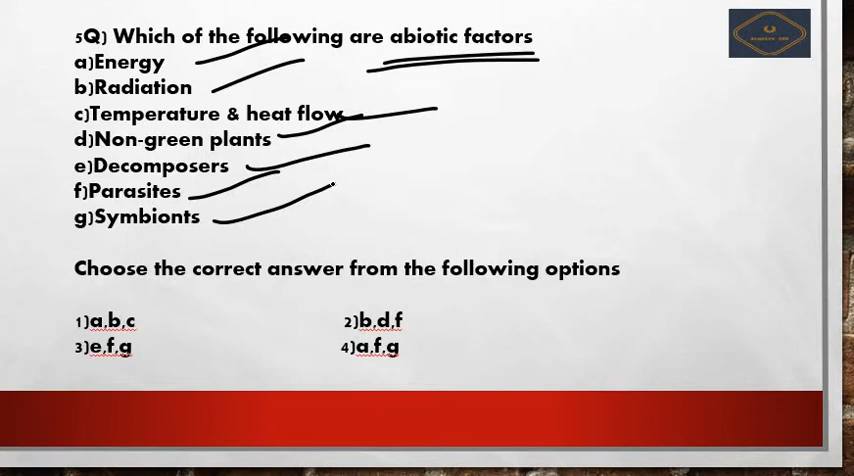 5Q) Which of the following are abiotic factors
a)Energy
b)Radiation
c)Temperature & heat flow
d)Non-green plants
e)Decomposers
f)Parasites
g)Symbionts
Choose the correct answer from the following options
1)a,b,c 2)b,d,f
3)e,f,g 4)a,f,g